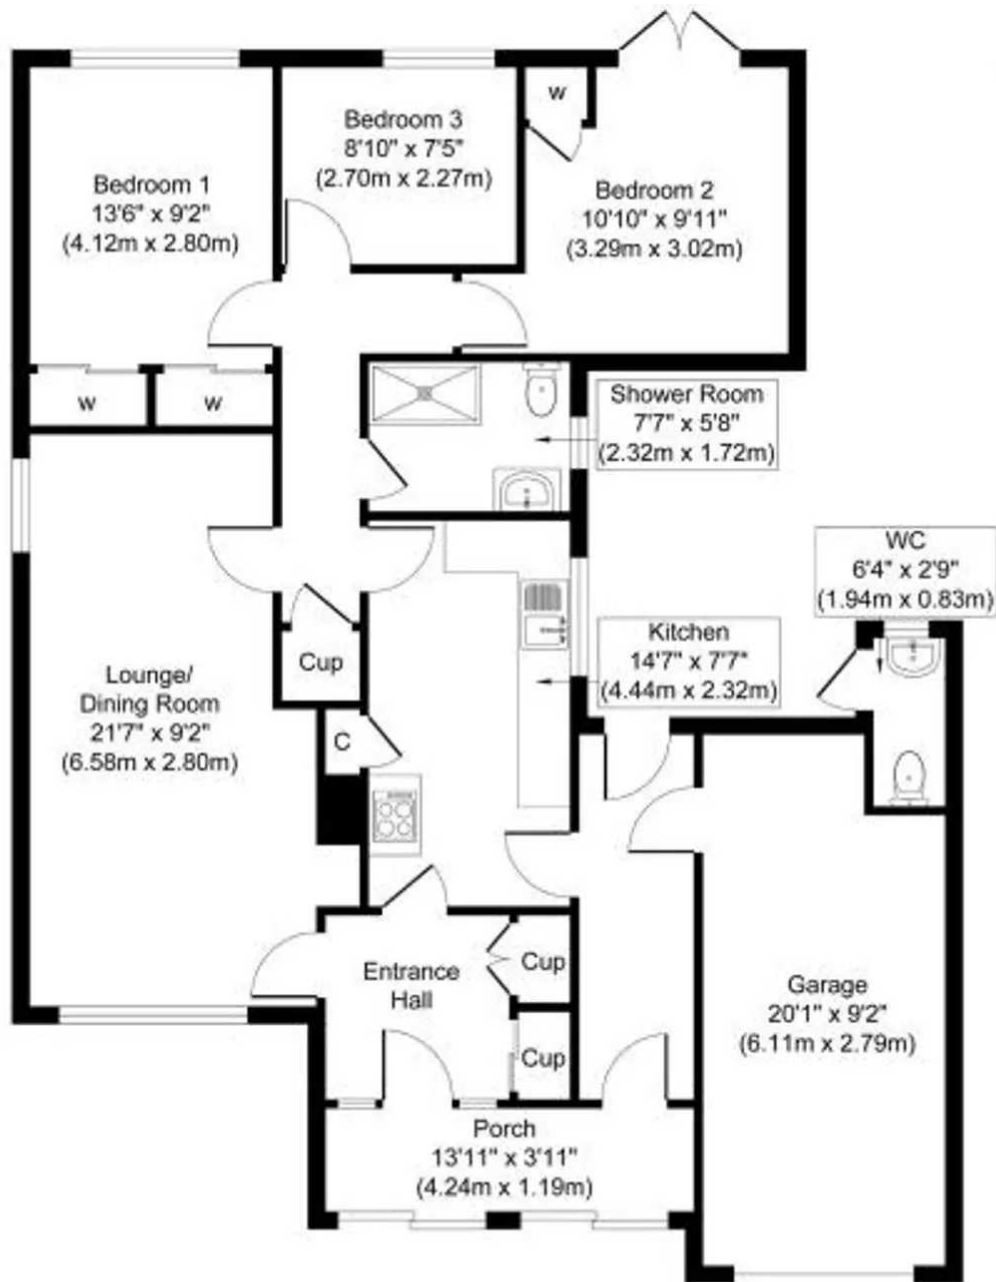 Bedroom 1
13'6" x 9'2"
(4.12m x 2.80m)
Bedroom 3
8'10" x 7'5"
(2.70m x 2.27m)
w
Bedroom 2
10'10" x 9'11"
(3.29m x 3.02m)
w
w
Shower Room
7'7" x 5'8"
(2.32m x 1.72m)
WC
6'4" x 2'9"
(1.94m x 0.83m)
Kitchen
14'7" x 7'7"
(4.44m x 2.32m)
Cup
Lounge/
Dining Room
21'7" x 9'2"
(6.58m x 2.80m)
C
Entrance
Hall
Cup
Cup
Garage
20'1" x 9'2"
(6.11m x 2.79m)
Porch
13'11" x 3'11"
(4.24m x 1.19m)